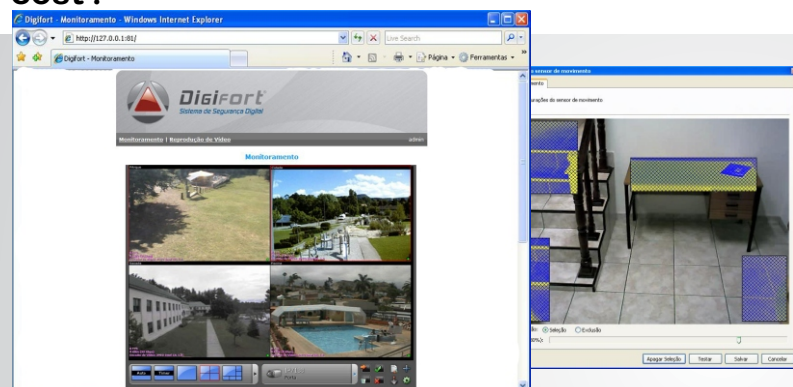 cost?
Digifort - Monitoramento - Windows Internet Explorer
http://127.0.0.1:81/
Live Search
Digifort - Monitoramento
Página
Ferramentas
DIGIFORT
Sistema de Segurança Digital
Monitoramento | Reprodução de Vídeo
admin
Monitoramento
sensor de movimento
urações do sensor de movimento
Seleção
Exclusão
Apagar Seleção
Testar
Salvar
Cancelar